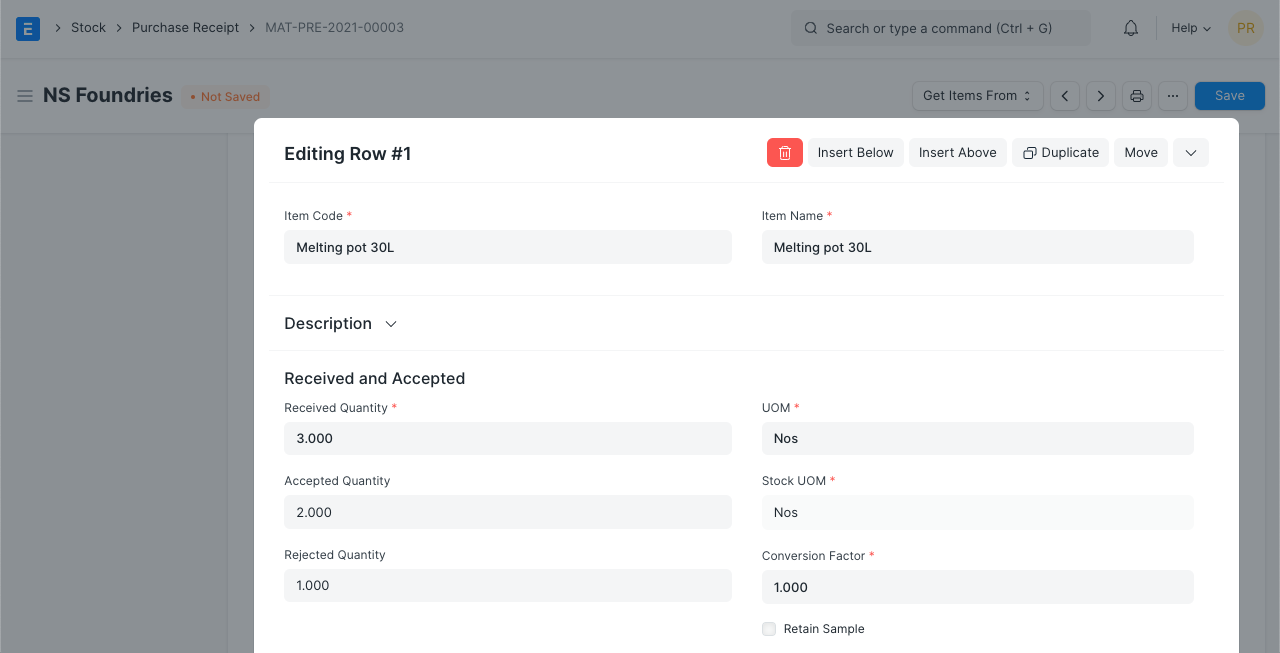 E Stock Purchase Receipt MAT-PRE-2021-00003 Search or type a command (Ctrl + G) Help PR
NS Foundries • Not Saved Get Items From ... Save
Editing Row #1 Insert Below Insert Above Duplicate Move
Item Code * Item Name *
Melting pot 30L Melting pot 30L
Description
Received and Accepted
Received Quantity * UOM *
3.000 Nos
Accepted Quantity Stock UOM *
2.000 Nos
Rejected Quantity Conversion Factor *
1.000 1.000
Retain Sample